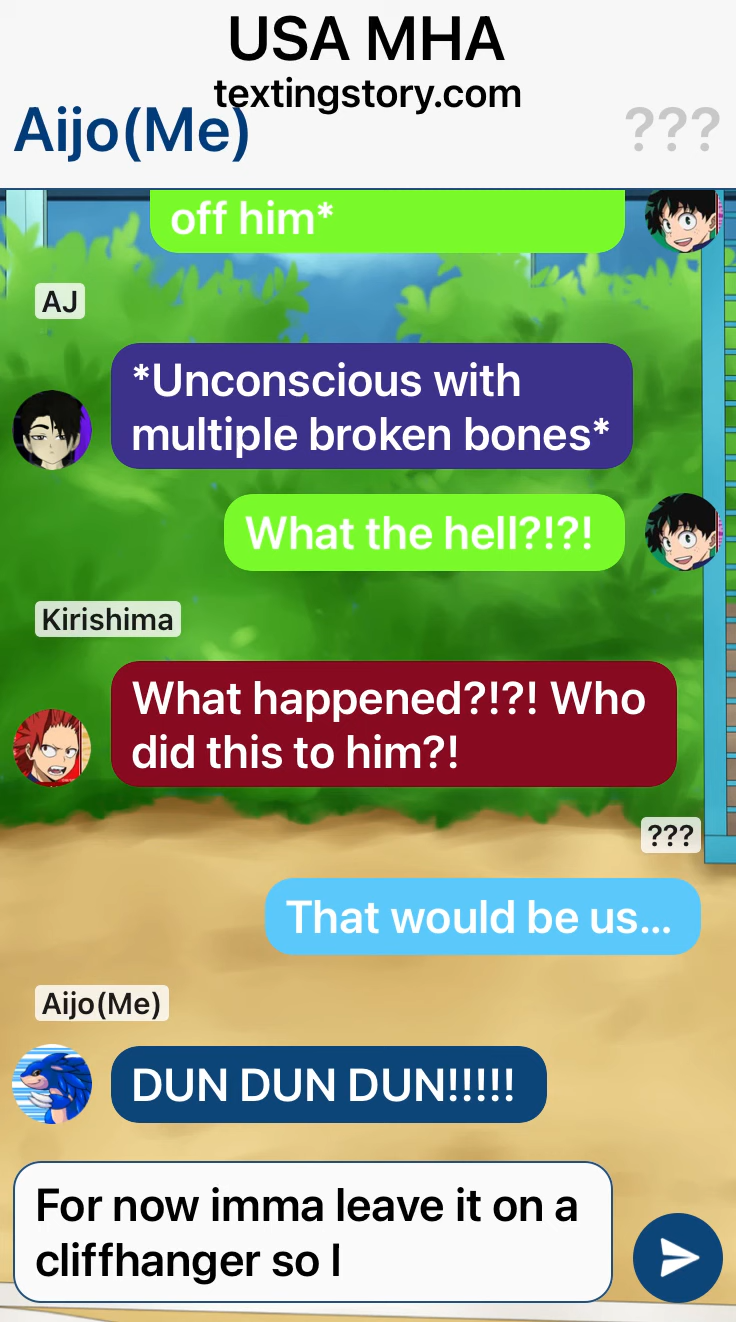 USA MHA
textingstory.com
Aijo(Me)
???
off him*
AJ
*Unconscious with
multiple broken bones*
What the hell?!?!
Kirishima
What happened?!?! Who
did this to him?!
???
That would be us...
Aijo(Me)
DUN DUN DUN!!!!!
For now imma leave it on a
cliffhanger so I